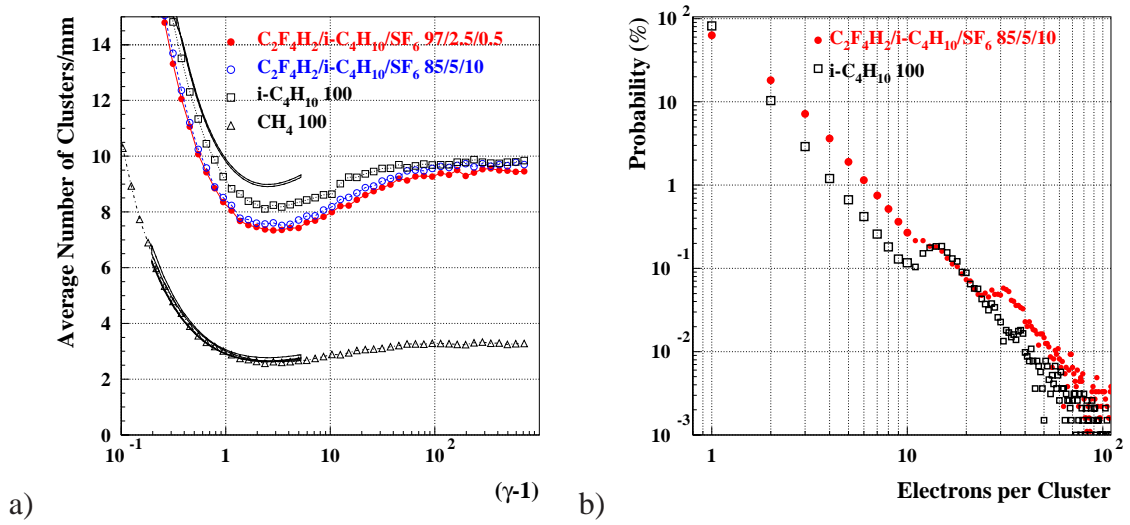 Average Number of Clusters/mm
14
12
10
8
6
4
2
0
10⁻¹ 1 10 10²
(γ-1)
C₂F₄H₂/i-C₄H₁₀/SF₆ 97/2.5/0.5
C₂F₄H₂/i-C₄H₁₀/SF₆ 85/5/10
i-C₄H₁₀ 100
CH₄ 100
a)
Probability (%)
10²
10
1
10⁻¹
10⁻²
10⁻³
1 10 10²
Electrons per Cluster
C₂F₄H₂/i-C₄H₁₀/SF₆ 85/5/10
i-C₄H₁₀ 100
b)